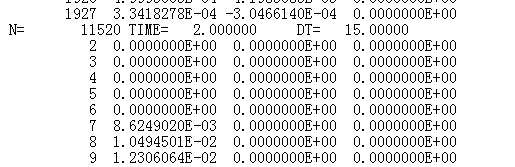 1927 3.3418278E-04 -3.0466140E-04 0.0000000E+00
N= 11520 TIME= 2.000000 DT= 15.00000
2 0.0000000E+00 0.0000000E+00 0.0000000E+00
3 0.0000000E+00 0.0000000E+00 0.0000000E+00
4 0.0000000E+00 0.0000000E+00 0.0000000E+00
5 0.0000000E+00 0.0000000E+00 0.0000000E+00
6 0.0000000E+00 0.0000000E+00 0.0000000E+00
7 8.6249020E-03 0.0000000E+00 0.0000000E+00
8 1.0494501E-02 0.0000000E+00 0.0000000E+00
9 1.2306064E-02 0.0000000E+00 0.0000000E+00